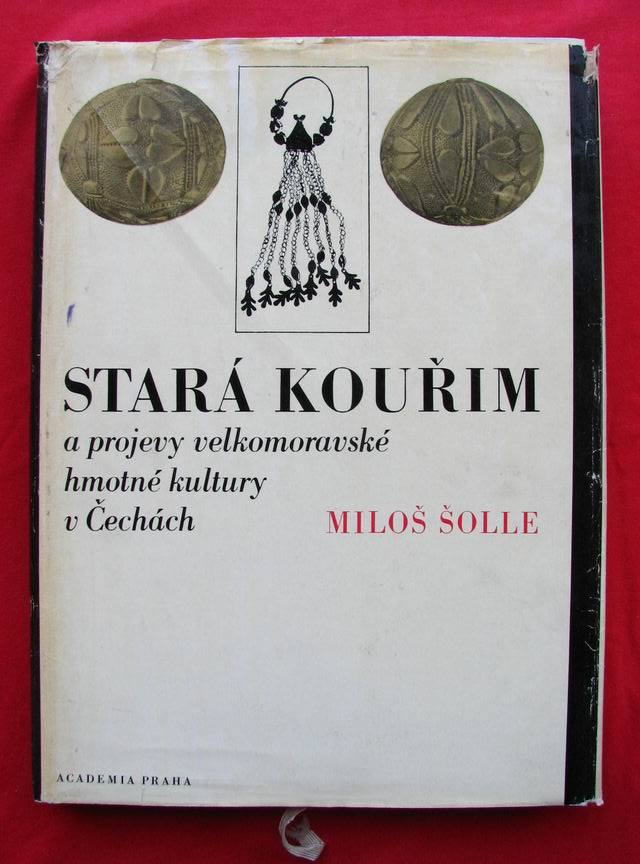 STARÁ KOUŘIM
a projevy velkomoravské
hmotné kultury
v Čechách
MILOŠ ŠOLLE
ACADEMIA PRAHA